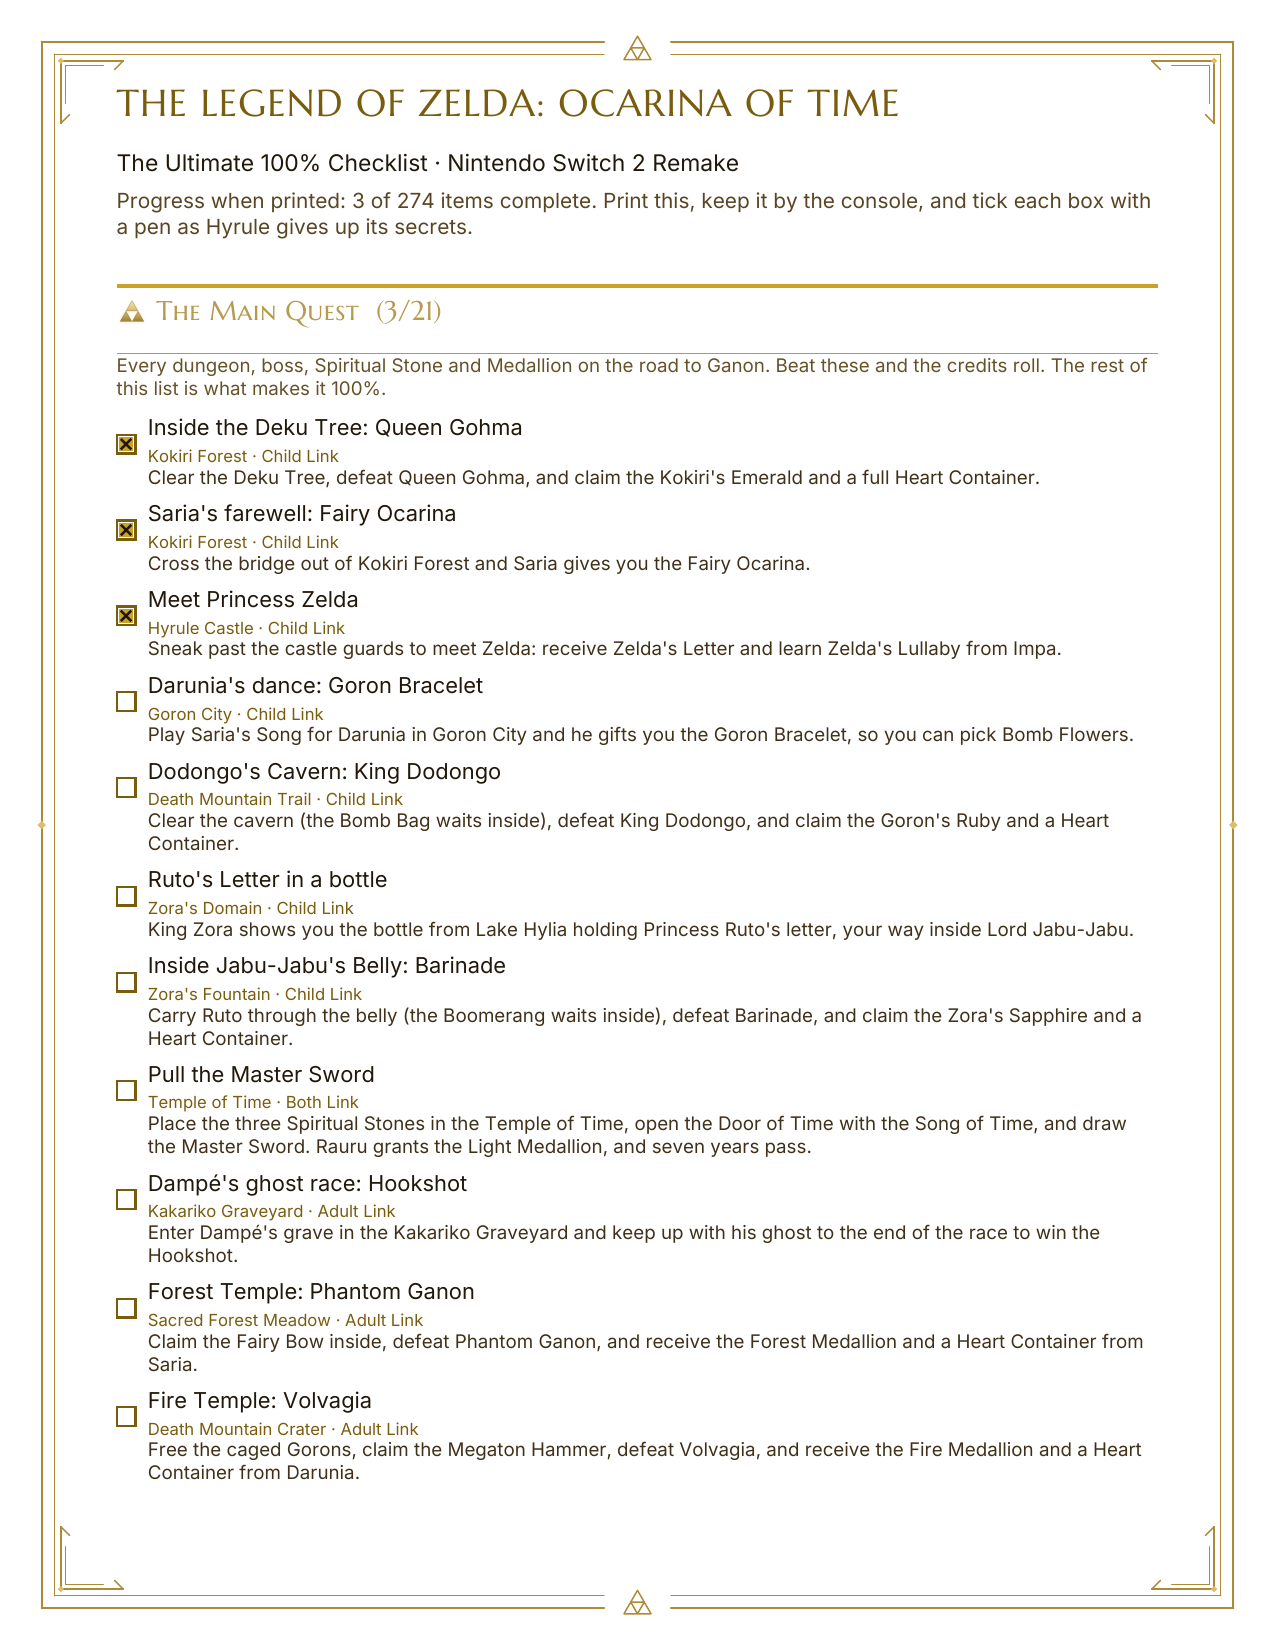 THE LEGEND OF ZELDA: OCARINA OF TIME
The Ultimate 100% Checklist · Nintendo Switch 2 Remake
Progress when printed: 3 of 274 items complete. Print this, keep it by the console, and tick each box with
a pen as Hyrule gives up its secrets.
The Main Quest (3/21)
Every dungeon, boss, Spiritual Stone and Medallion on the road to Ganon. Beat these and the credits roll. The rest of
this list is what makes it 100%.
Inside the Deku Tree: Queen Gohma
Kokiri Forest · Child Link
Clear the Deku Tree, defeat Queen Gohma, and claim the Kokiri's Emerald and a full Heart Container.
Saria's farewell: Fairy Ocarina
Kokiri Forest · Child Link
Cross the bridge out of Kokiri Forest and Saria gives you the Fairy Ocarina.
Meet Princess Zelda
Hyrule Castle · Child Link
Sneak past the castle guards to meet Zelda: receive Zelda's Letter and learn Zelda's Lullaby from Impa.
Darunia's dance: Goron Bracelet
Goron City · Child Link
Play Saria's Song for Darunia in Goron City and he gifts you the Goron Bracelet, so you can pick Bomb Flowers.
Dodongo's Cavern: King Dodongo
Death Mountain Trail · Child Link
Clear the cavern (the Bomb Bag waits inside), defeat King Dodongo, and claim the Goron's Ruby and a Heart
Container.
Ruto's Letter in a bottle
Zora's Domain · Child Link
King Zora shows you the bottle from Lake Hylia holding Princess Ruto's letter, your way inside Lord Jabu-Jabu.
Inside Jabu-Jabu's Belly: Barinade
Zora's Fountain · Child Link
Carry Ruto through the belly (the Boomerang waits inside), defeat Barinade, and claim the Zora's Sapphire and a
Heart Container.
Pull the Master Sword
Temple of Time · Both Link
Place the three Spiritual Stones in the Temple of Time, open the Door of Time with the Song of Time, and draw
the Master Sword. Rauru grants the Light Medallion, and seven years pass.
Dampé's ghost race: Hookshot
Kakariko Graveyard · Adult Link
Enter Dampé's grave in the Kakariko Graveyard and keep up with his ghost to the end of the race to win the
Hookshot.
Forest Temple: Phantom Ganon
Sacred Forest Meadow · Adult Link
Claim the Fairy Bow inside, defeat Phantom Ganon, and receive the Forest Medallion and a Heart Container from
Saria.
Fire Temple: Volvagia
Death Mountain Crater · Adult Link
Free the caged Gorons, claim the Megaton Hammer, defeat Volvagia, and receive the Fire Medallion and a Heart
Container from Darunia.